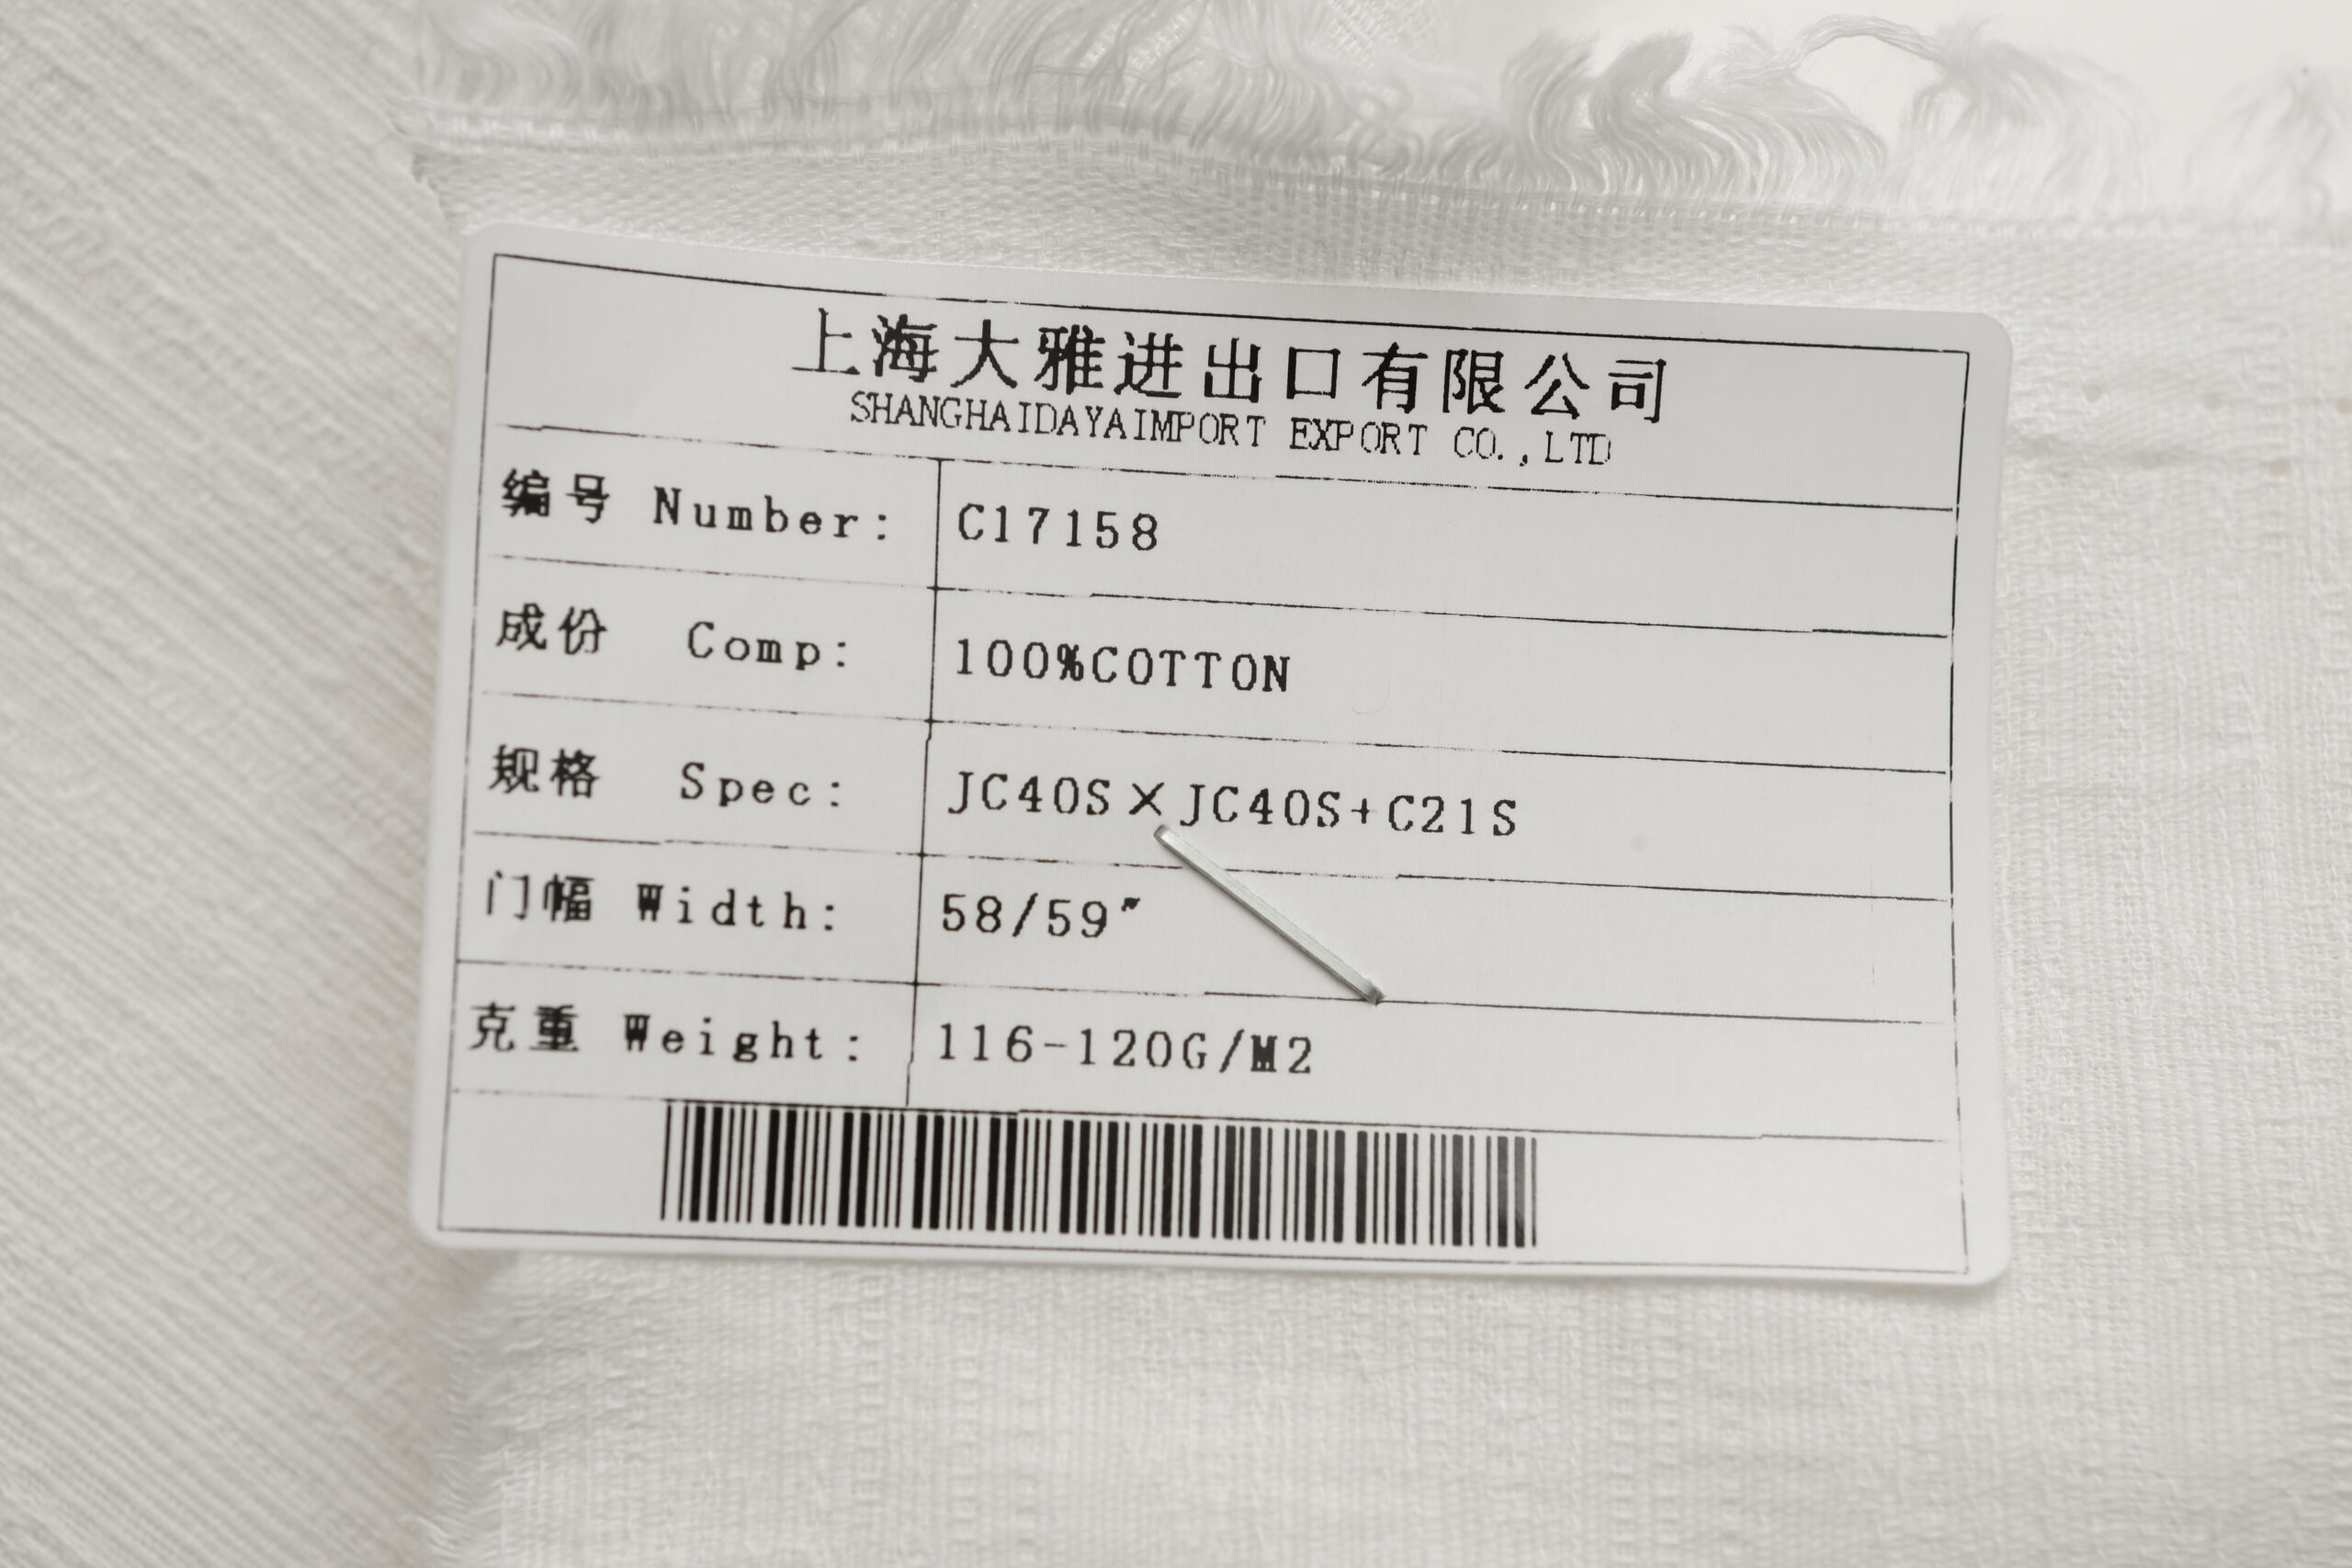 上海大雅进出口有限公司
SHANGHAIDAYAIMPORT EXPORT CO.,LTD
编号 Number: C17158
成份 Comp: 100%COTTON
规格 Spec: JC40S×JC40S+C21S
门幅 Width: 58/59"
克重 Weight: 116-120G/M2